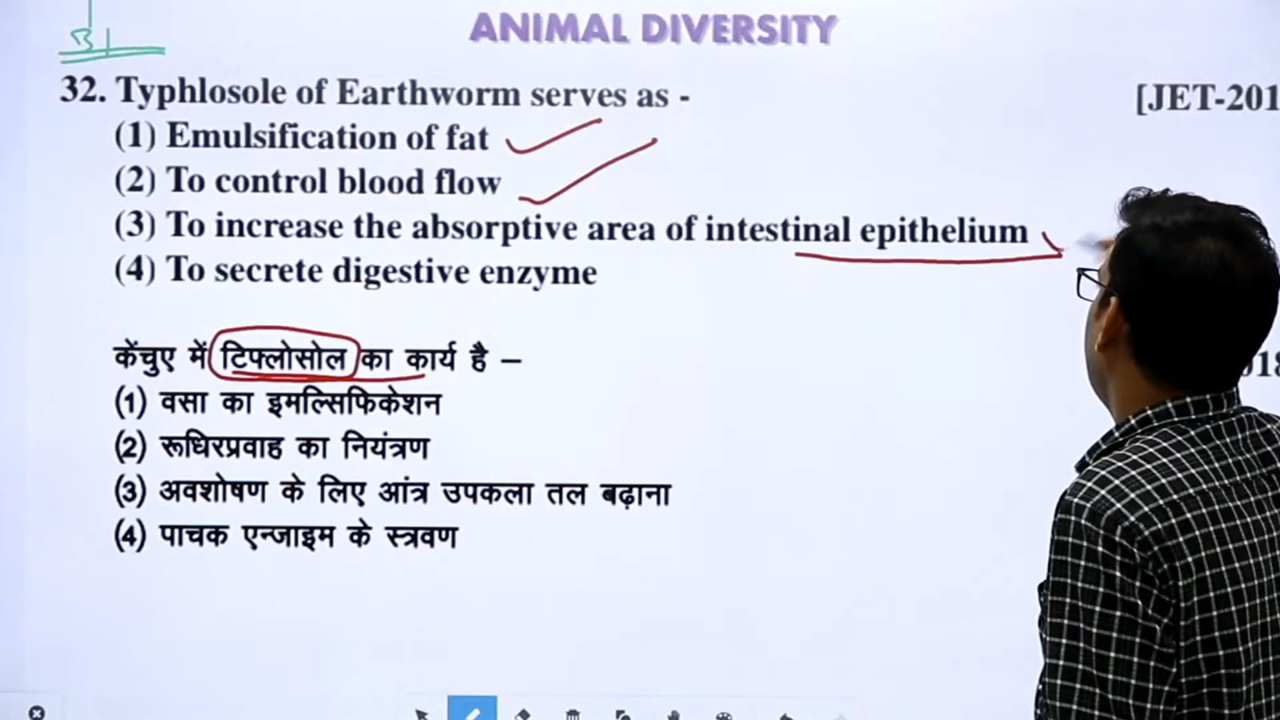 ANIMAL DIVERSITY
31
32. Typhlosole of Earthworm serves as - [JET-201
(1) Emulsification of fat
(2) To control blood flow
(3) To increase the absorptive area of intestinal epithelium
(4) To secrete digestive enzyme
केंचुए में टिफ्लोसोल का कार्य है –
(1) वसा का इमल्सिफिकेशन
(2) रूधिरप्रवाह का नियंत्रण
(3) अवशोषण के लिए आंत्र उपकला तल बढ़ाना
(4) पाचक एन्जाइम के स्त्रवण